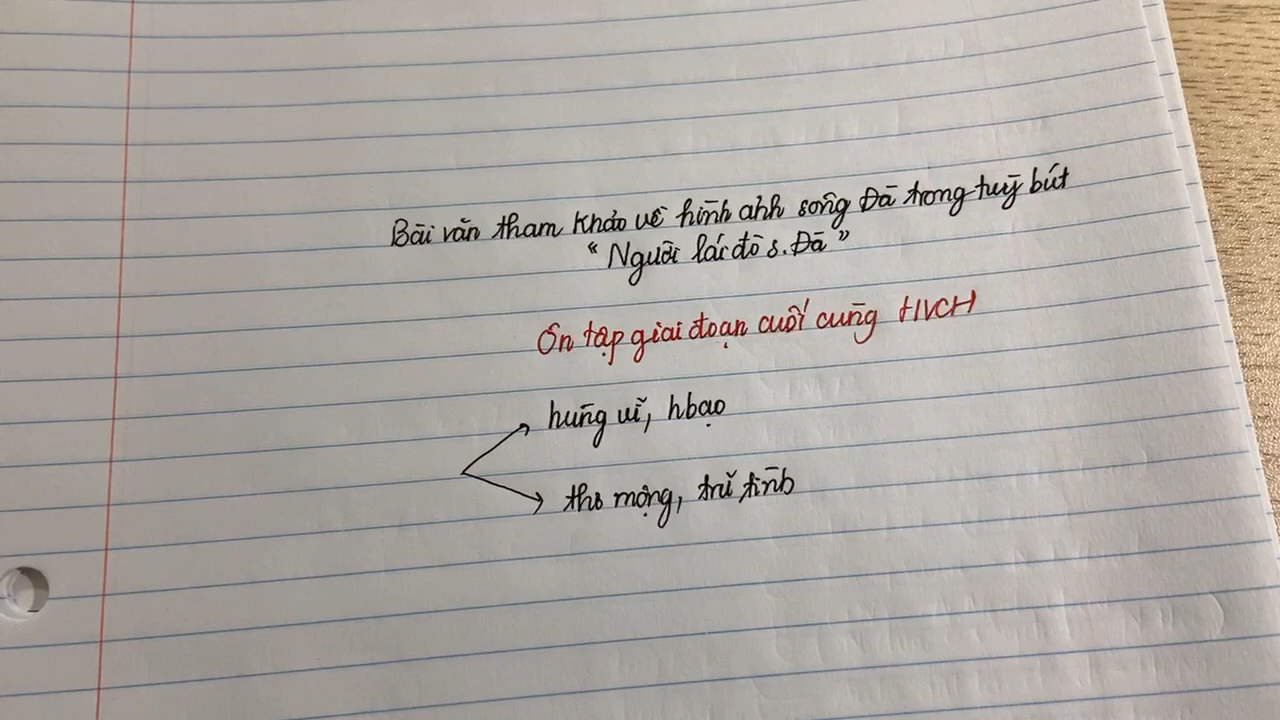 Bài văn tham khảo về hình ảnh sông Đà trong tuỳ bút
“ Người lái đò s. Đà ”
Ôn tập giai đoạn cuối cùng HVCH
hùng vĩ, hbạo
thơ mộng, trữ tình